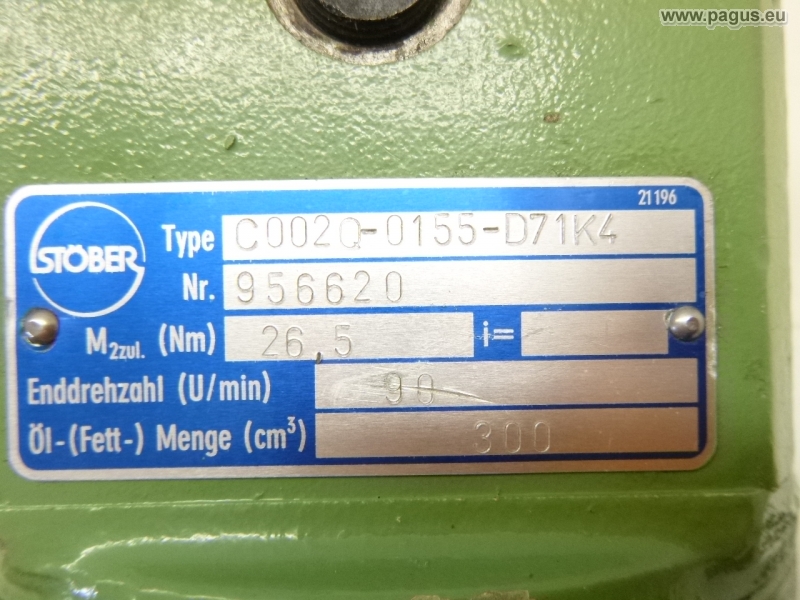 www.pagus.eu
21196
STÖBER
Type C002Q-0155-D71K4
Nr. 956620
M2zul. (Nm) 26,5 i=
Enddrehzahl (U/min) 90
Öl-(Fett-) Menge (cm³) 300